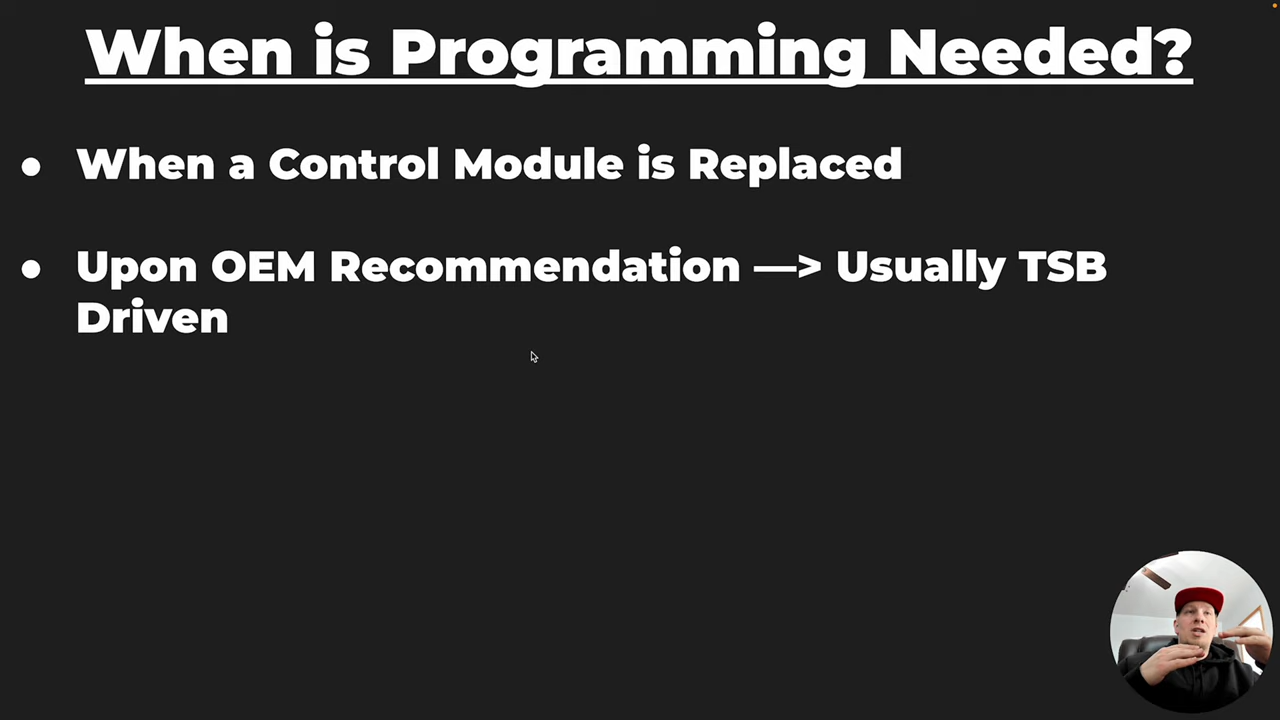 When is Programming Needed?
● When a Control Module is Replaced
● Upon OEM Recommendation —> Usually TSB
Driven